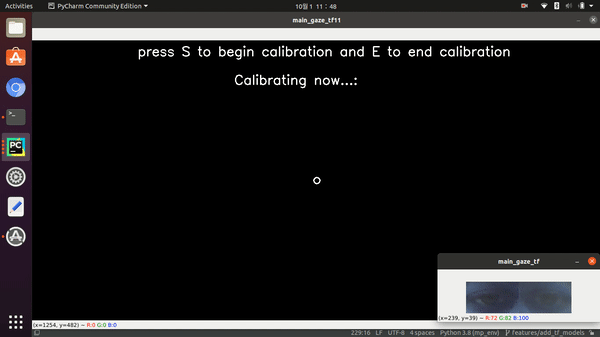 Activities
PyCharm Community Edition
10월 1 11 : 48
main_gaze_tf11
press S to begin calibration and E to end calibration
Calibrating now...:
PC
main_gaze_tf
(x=239, y=39) ~ R:72 G:82 B:100
(x=1254, y=482) ~ R:0 G:0 B:0
229:16 LF UTF-8 4 spaces Python 3.8 (mp_env) features/add_tf_models